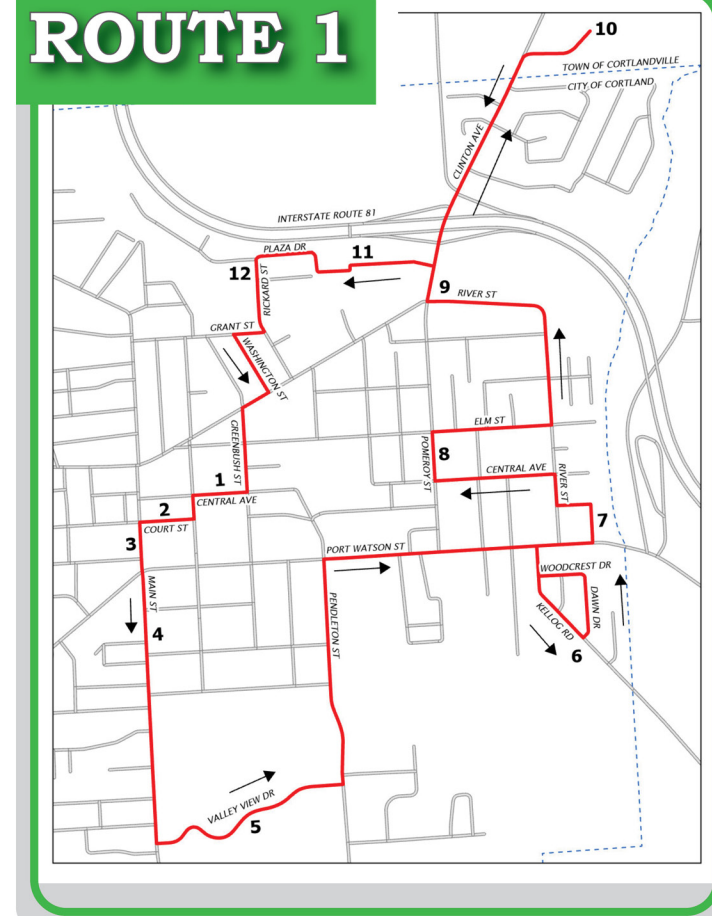 ROUTE 1
10
TOWN OF CORTLANDVILLE
CITY OF CORTLAND
CLINTON AVE
INTERSTATE ROUTE 81
PLAZA DR
11
12
RICKARD ST
9
RIVER ST
GRANT ST
WASHINGTON ST
GREENBUSH ST
ELM ST
POMEROY ST
8
CENTRAL AVE
RIVER ST
1
CENTRAL AVE
2
COURT ST
3
7
PORT WATSON ST
WOODCREST DR
MAIN ST
PENDLETON ST
DAWN DR
KELLOG RD
4
6
VALLEY VIEW DR
5